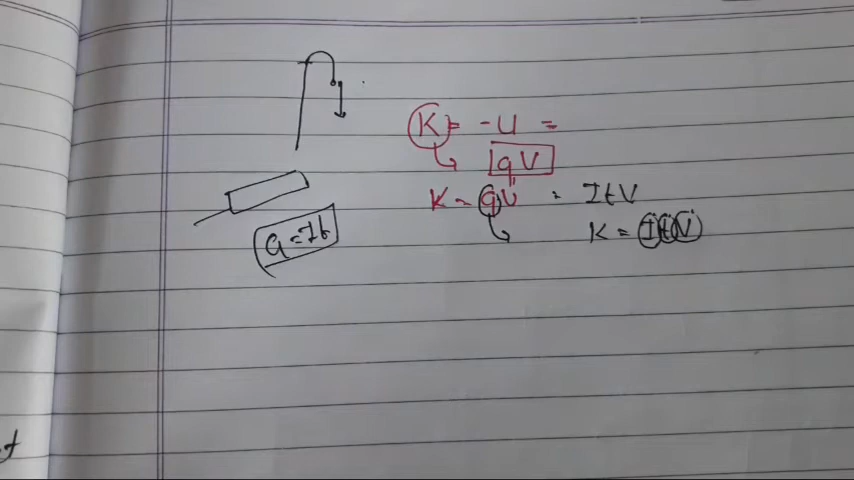 K = -U =
qV
K = qV = ItV
q = It
K = ItV